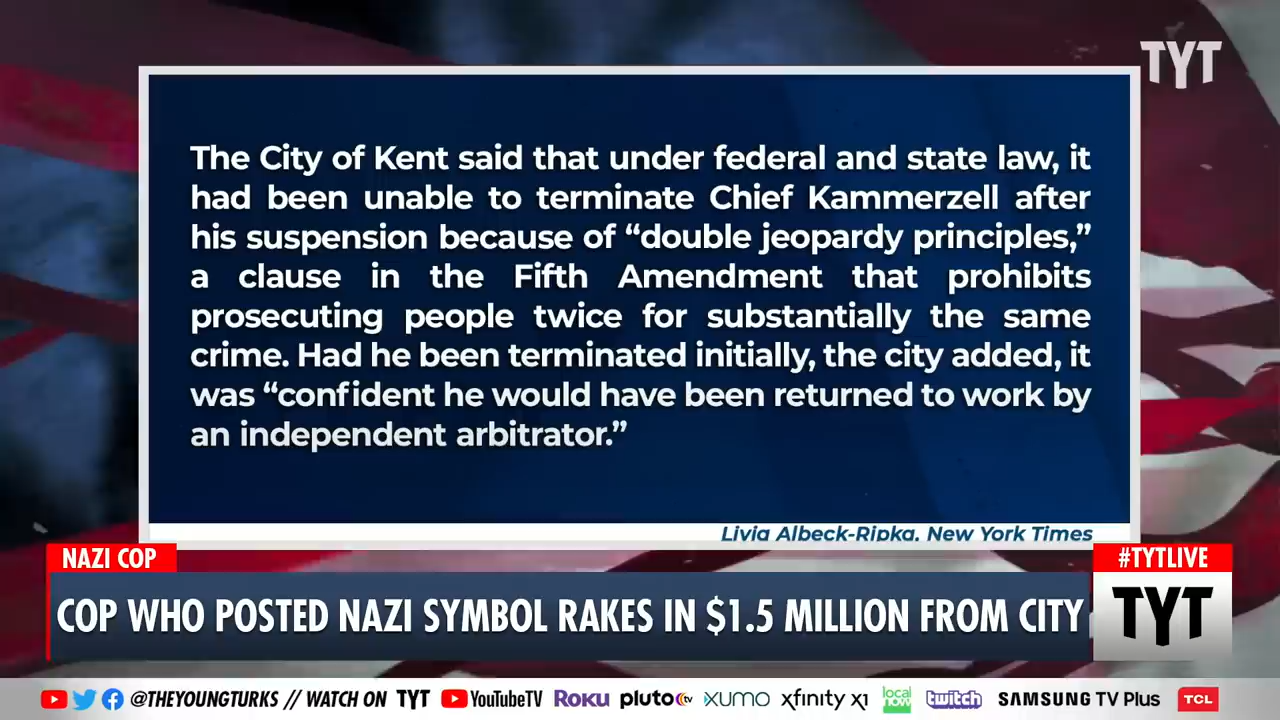 TYT
The City of Kent said that under federal and state law, it
had been unable to terminate Chief Kammerzell after
his suspension because of “double jeopardy principles,”
a clause in the Fifth Amendment that prohibits
prosecuting people twice for substantially the same
crime. Had he been terminated initially, the city added, it
was “confident he would have been returned to work by
an independent arbitrator.”
Livia Albeck-Ripka, New York Times
NAZI COP
#TYTLIVE
COP WHO POSTED NAZI SYMBOL RAKES IN $1.5 MILLION FROM CITY
TYT
@THEYOUNGTURKS // WATCH ON TYT YouTubeTV ROKU pluto tv xumo xfinity x1 local now twitch SAMSUNG TV Plus TCL